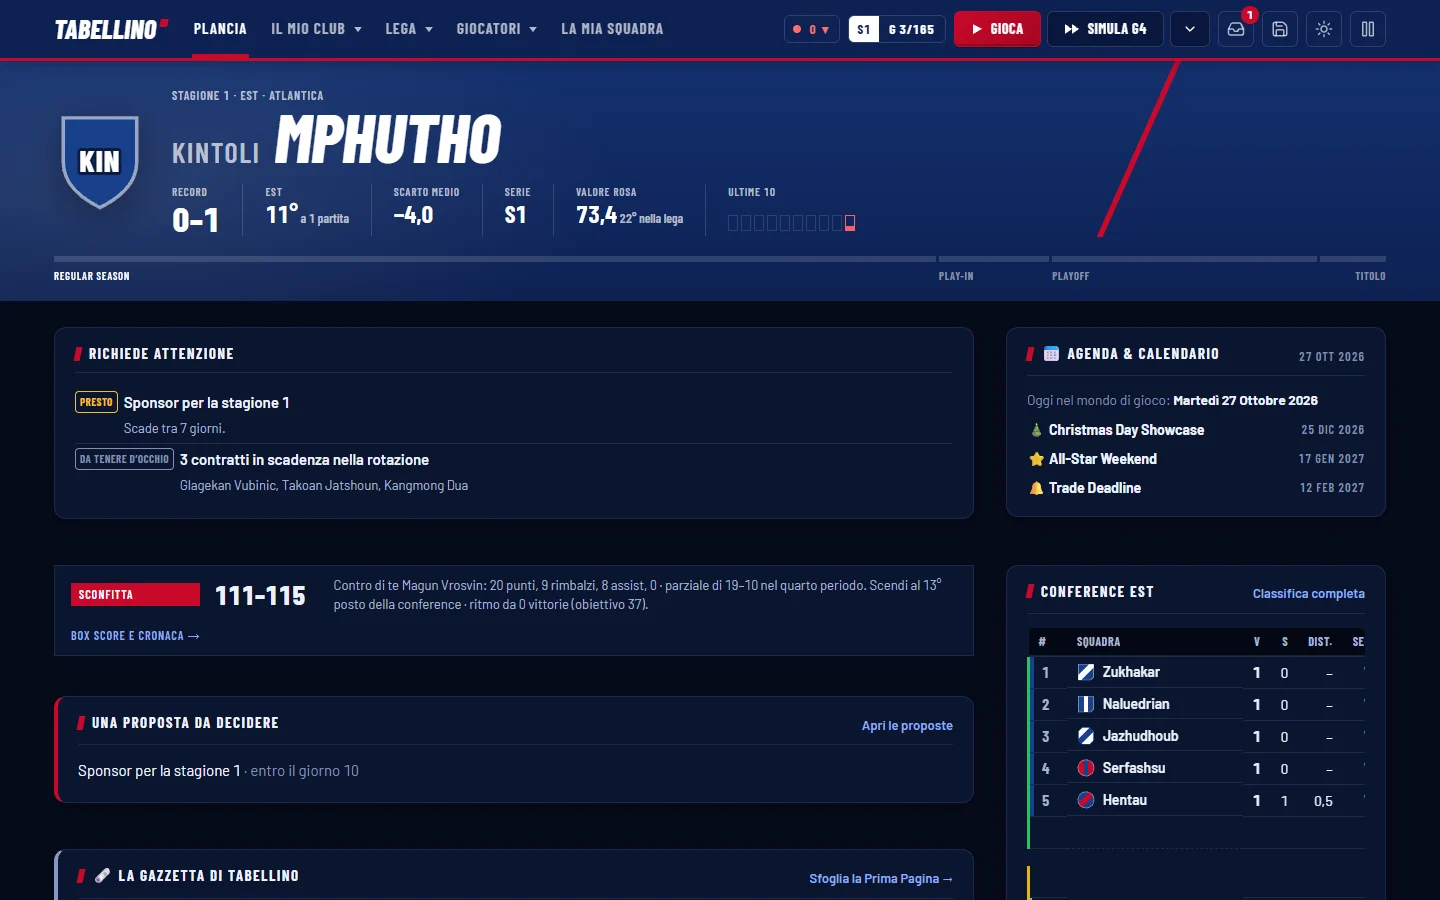 TABELLINO
PLANCIA
IL MIO CLUB
LEGA
GIOCATORI
LA MIA SQUADRA
0
S1
G 3/165
GIOCA
SIMULA G4
1
STAGIONE 1 · EST · ATLANTICA
KIN
KINTOLI MPHUTHO
RECORD
0–1
EST
11° a 1 partita
SCARTO MEDIO
–4,0
SERIE
S1
VALORE ROSA
73,4 22° nella lega
ULTIME 10
REGULAR SEASON
PLAY-IN
PLAYOFF
TITOLO
RICHIEDE ATTENZIONE
PRESTO Sponsor per la stagione 1
Scade tra 7 giorni.
DA TENERE D'OCCHIO 3 contratti in scadenza nella rotazione
Glagekan Vubinic, Takoan Jatshoun, Kangmong Dua
AGENDA & CALENDARIO 27 OTT 2026
Oggi nel mondo di gioco: Martedì 27 Ottobre 2026
Christmas Day Showcase 25 DIC 2026
All-Star Weekend 17 GEN 2027
Trade Deadline 12 FEB 2027
SCONFITTA
111–115
Contro di te Magun Vrosvin: 20 punti, 9 rimbalzi, 8 assist, 0 · parziale di 19–10 nel quarto periodo. Scendi al 13°
posto della conference · ritmo da 0 vittorie (obiettivo 37).
BOX SCORE E CRONACA →
UNA PROPOSTA DA DECIDERE
Apri le proposte
Sponsor per la stagione 1 · entro il giorno 10
LA GAZZETTA DI TABELLINO
Sfoglia la Prima Pagina →
CONFERENCE EST
Classifica completa
# SQUADRA V S DIST. SE
1 Zukhakar 1 0 –
2 Naluedrian 1 0 –
3 Jazhudhoub 1 0 –
4 Serfashsu 1 0 –
5 Hentau 1 1 0,5